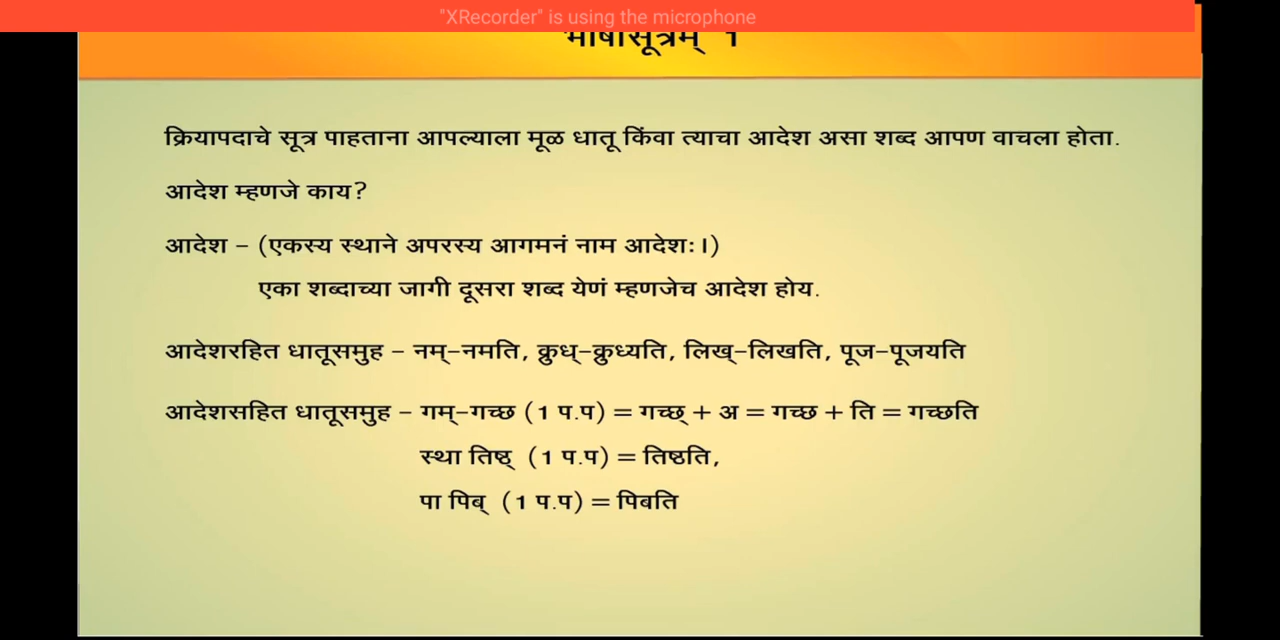 "XRecorder" is using the microphone
भाषासूत्रम् 1
क्रियापदाचे सूत्र पाहताना आपल्याला मूळ धातू किंवा त्याचा आदेश असा शब्द आपण वाचला होता.
आदेश म्हणजे काय?
आदेश – (एकस्य स्थाने अपरस्य आगमनं नाम आदेशः।)
एका शब्दाच्या जागी दूसरा शब्द येणं म्हणजेच आदेश होय.
आदेशरहित धातूसमुह – नम्–नमति, क्रुध्–क्रुध्यति, लिख्–लिखति, पूज–पूजयति
आदेशसहित धातूसमुह – गम्–गच्छ (1 प.प) = गच्छ् + अ = गच्छ + ति = गच्छति
स्था तिष्ठ् (1 प.प) = तिष्ठति,
पा पिब् (1 प.प) = पिबति